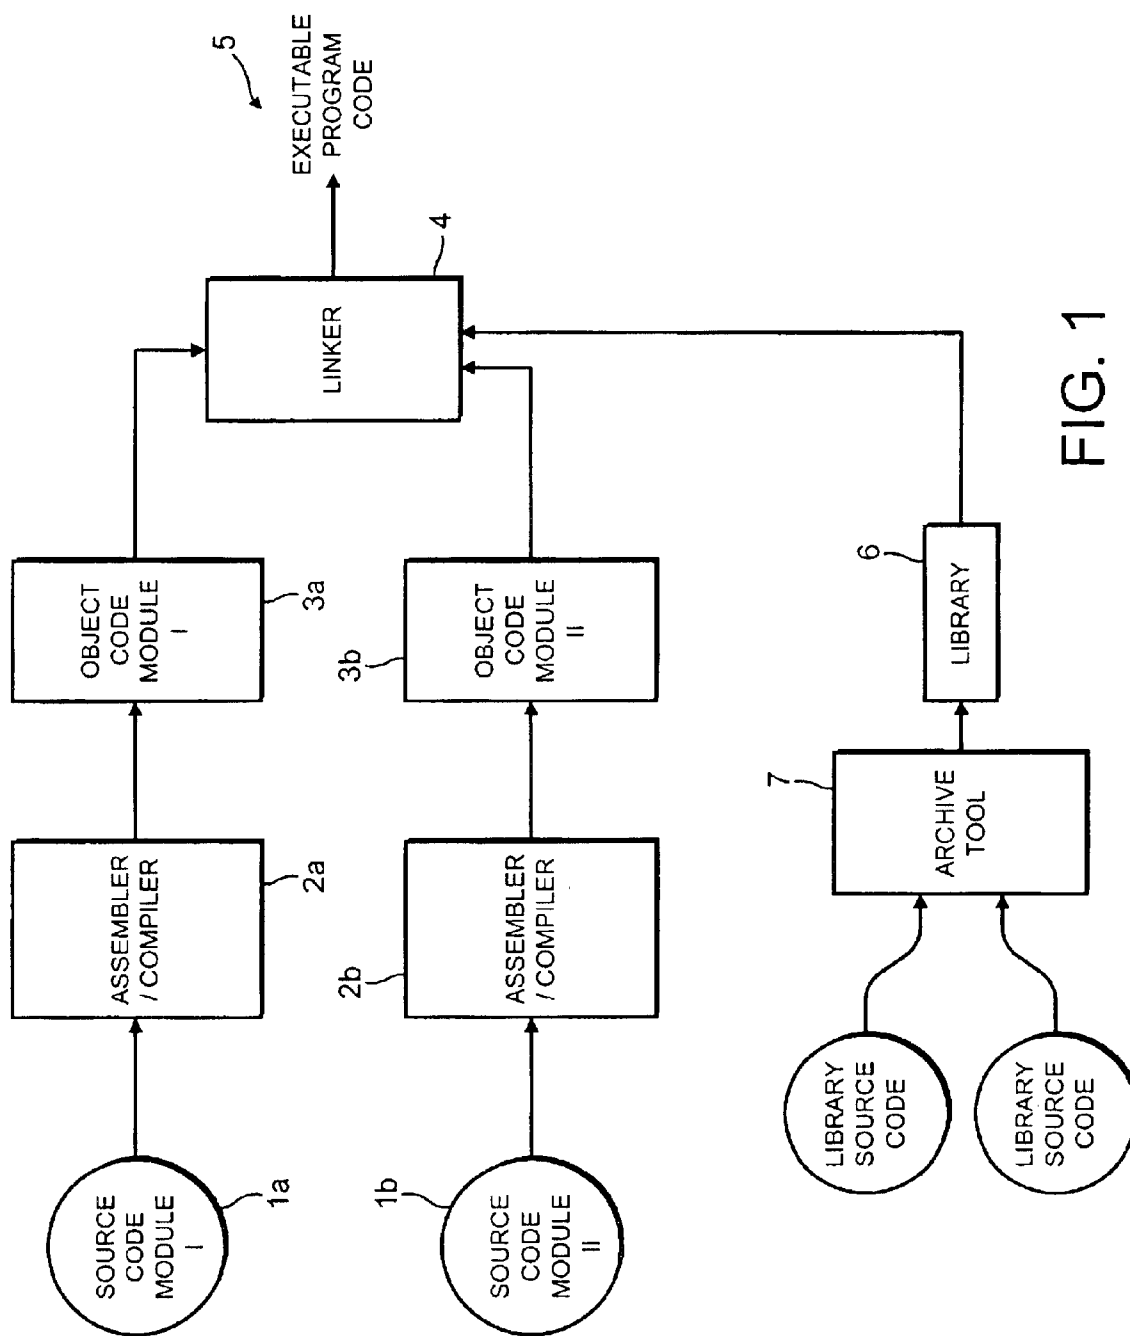 SOURCE
CODE
MODULE
I
1a
ASSEMBLER
/ COMPILER
2a
OBJECT
CODE
MODULE
I
3a
SOURCE
CODE
MODULE
II
1b
ASSEMBLER
/ COMPILER
2b
OBJECT
CODE
MODULE
II
3b
LINKER
4
EXECUTABLE
PROGRAM
CODE
5
LIBRARY
SOURCE
CODE
LIBRARY
SOURCE
CODE
ARCHIVE
TOOL
7
LIBRARY
6
FIG. 1